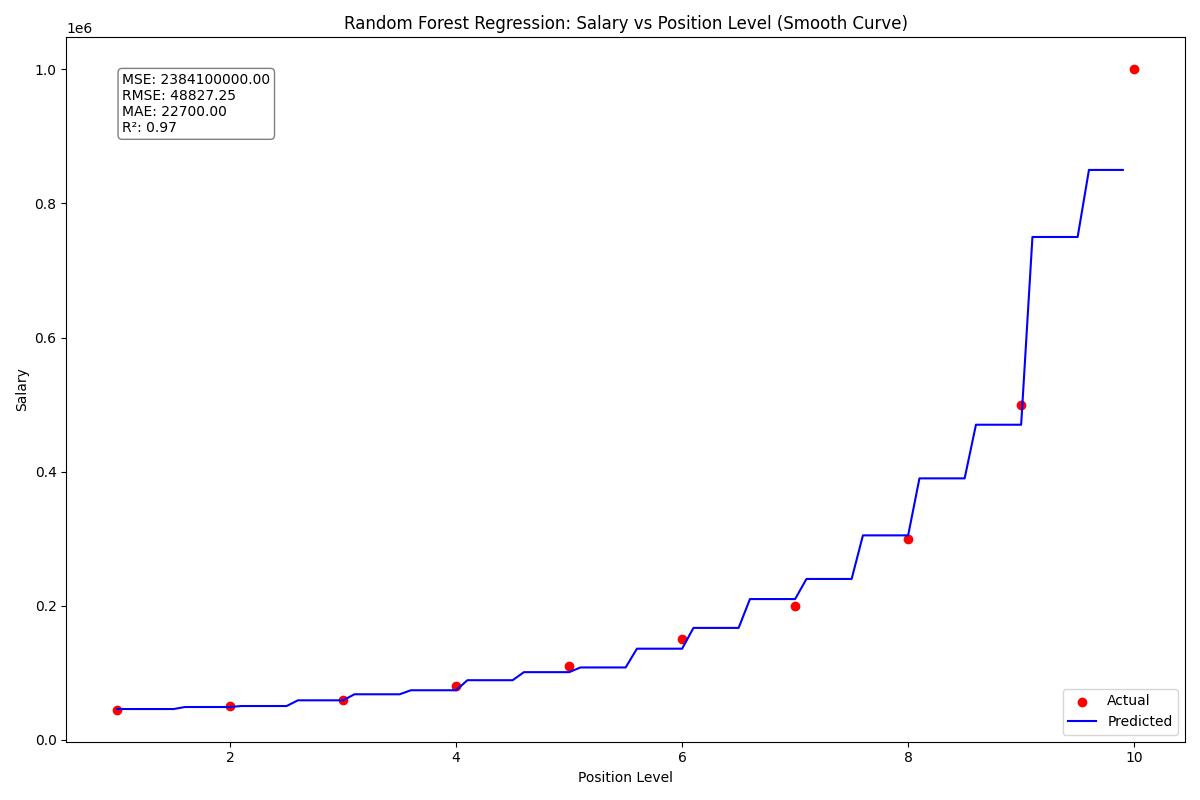 Random Forest Regression: Salary vs Position Level (Smooth Curve)
1e6
MSE: 2384100000.00
RMSE: 48827.25
MAE: 22700.00
R²: 0.97
1.0
0.8
0.6
0.4
0.2
0.0
Salary
2
4
6
8
10
Position Level
Actual
Predicted